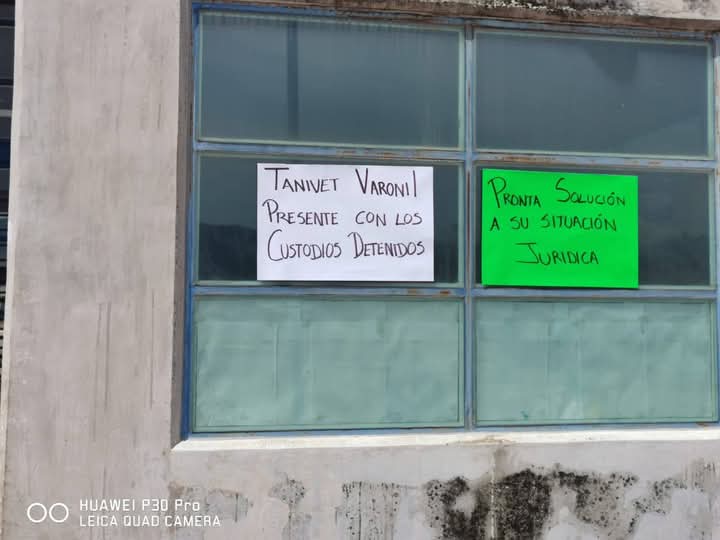 TANIVET VARONIl
PRESENTE CON LOS
CUSTODIOS DETENIDOS
PRONTA SOLUCIÓN
A SU SITUACIÓN
JURIDICA
HUAWEI P30 Pro
LEICA QUAD CAMERA